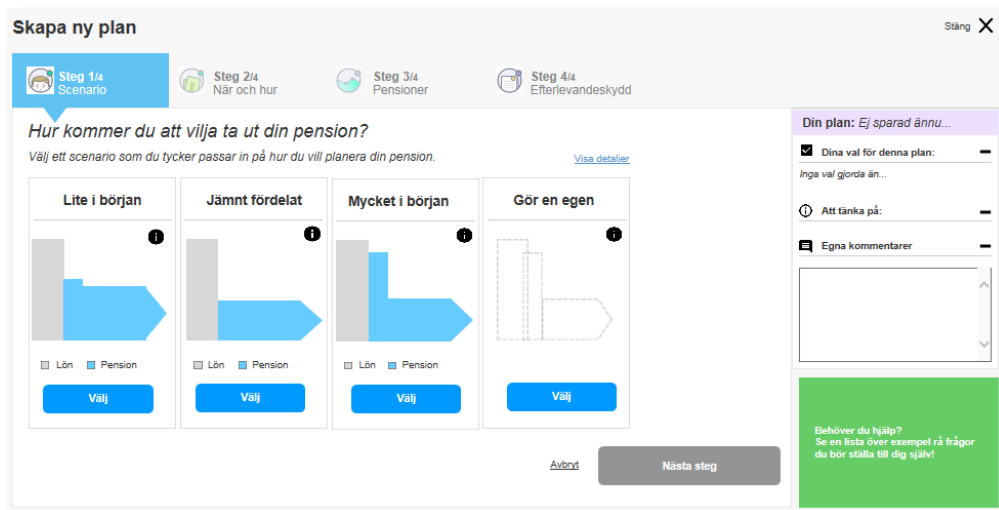 Skapa ny plan
Stäng X
Steg 1/4
Scenario
Steg 2/4
När och hur
Steg 3/4
Pensioner
Steg 4/4
Efterlevandeskydd
Hur kommer du att vilja ta ut din pension?
Välj ett scenario som du tycker passar in på hur du vill planera din pension.
Visa detaljer
Lite i början
Lön Pension
Välj
Jämnt fördelat
Lön Pension
Välj
Mycket i början
Lön Pension
Välj
Gör en egen
Välj
Avbryt
Nästa steg
Din plan: Ej sparad ännu...
Dina val för denna plan:
Inga val gjorda än...
Att tänka på:
Egna kommentarer
Behöver du hjälp?
Se en lista över exempel rå frågor
du bör ställa till dig själv!